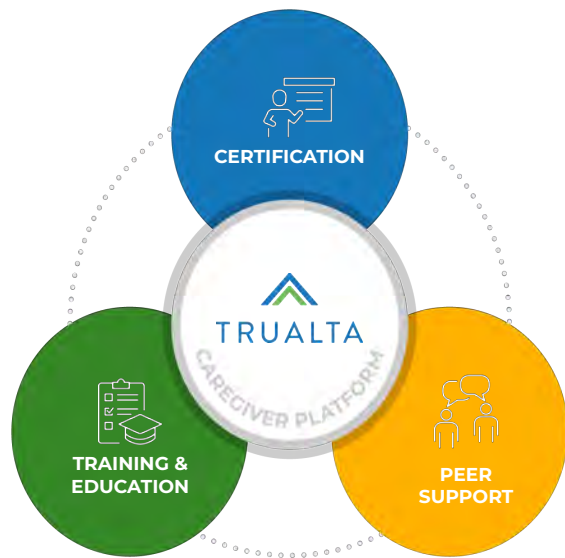 CERTIFICATION
TRUALTA
CAREGIVER PLATFORM
TRAINING &
EDUCATION
PEER
SUPPORT